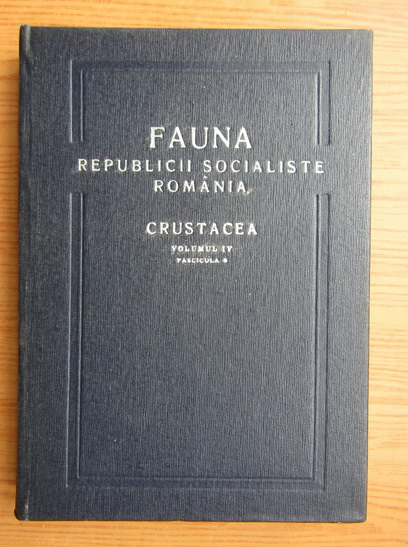 FAUNA
REPUBLICII SOCIALISTE
ROMÂNIA
CRUSTACEA
VOLUMUL IV
FASCICULA